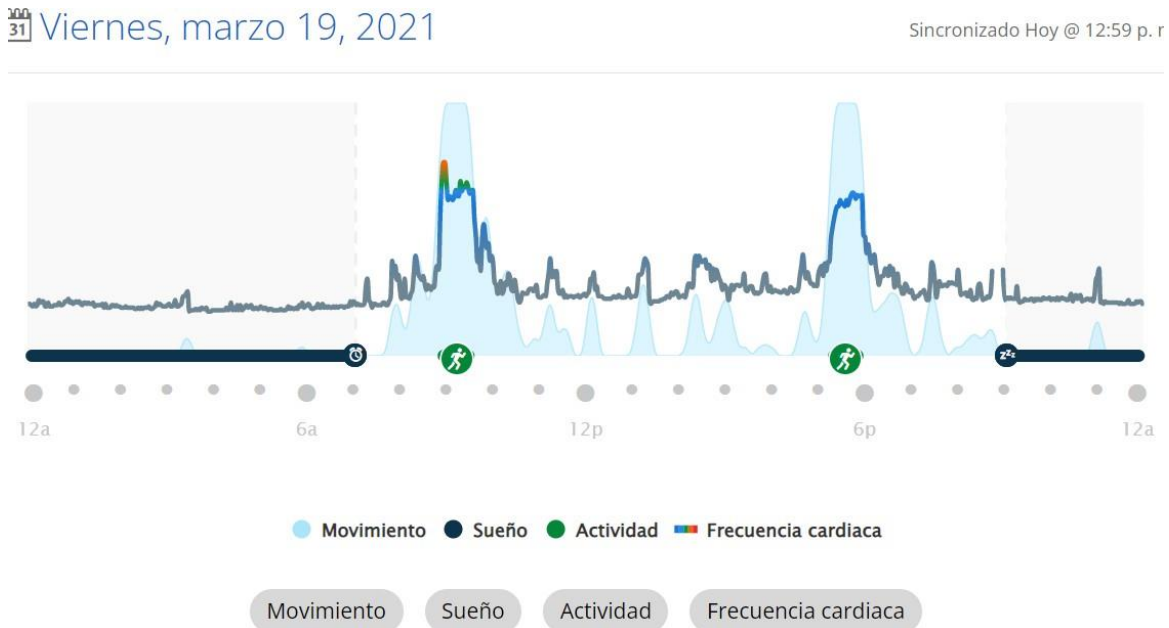 31 Viernes, marzo 19, 2021
Sincronizado Hoy @ 12:59 p.
zzz
12a 6a 12p 6p 12a
Movimiento Sueño Actividad Frecuencia cardiaca
Movimiento Sueño Actividad Frecuencia cardiaca